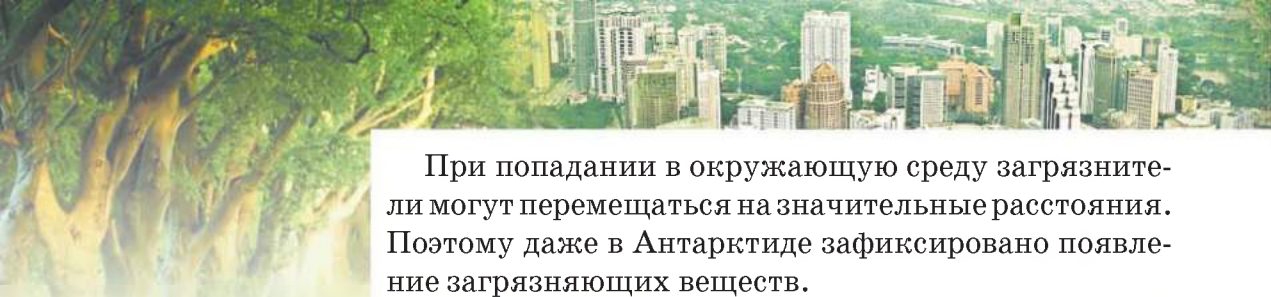 При попадании в окружающую среду загрязните-
ли могут перемещаться на значительные расстояния.
Поэтому даже в Антарктиде зафиксировано появле-
ние загрязняющих веществ.